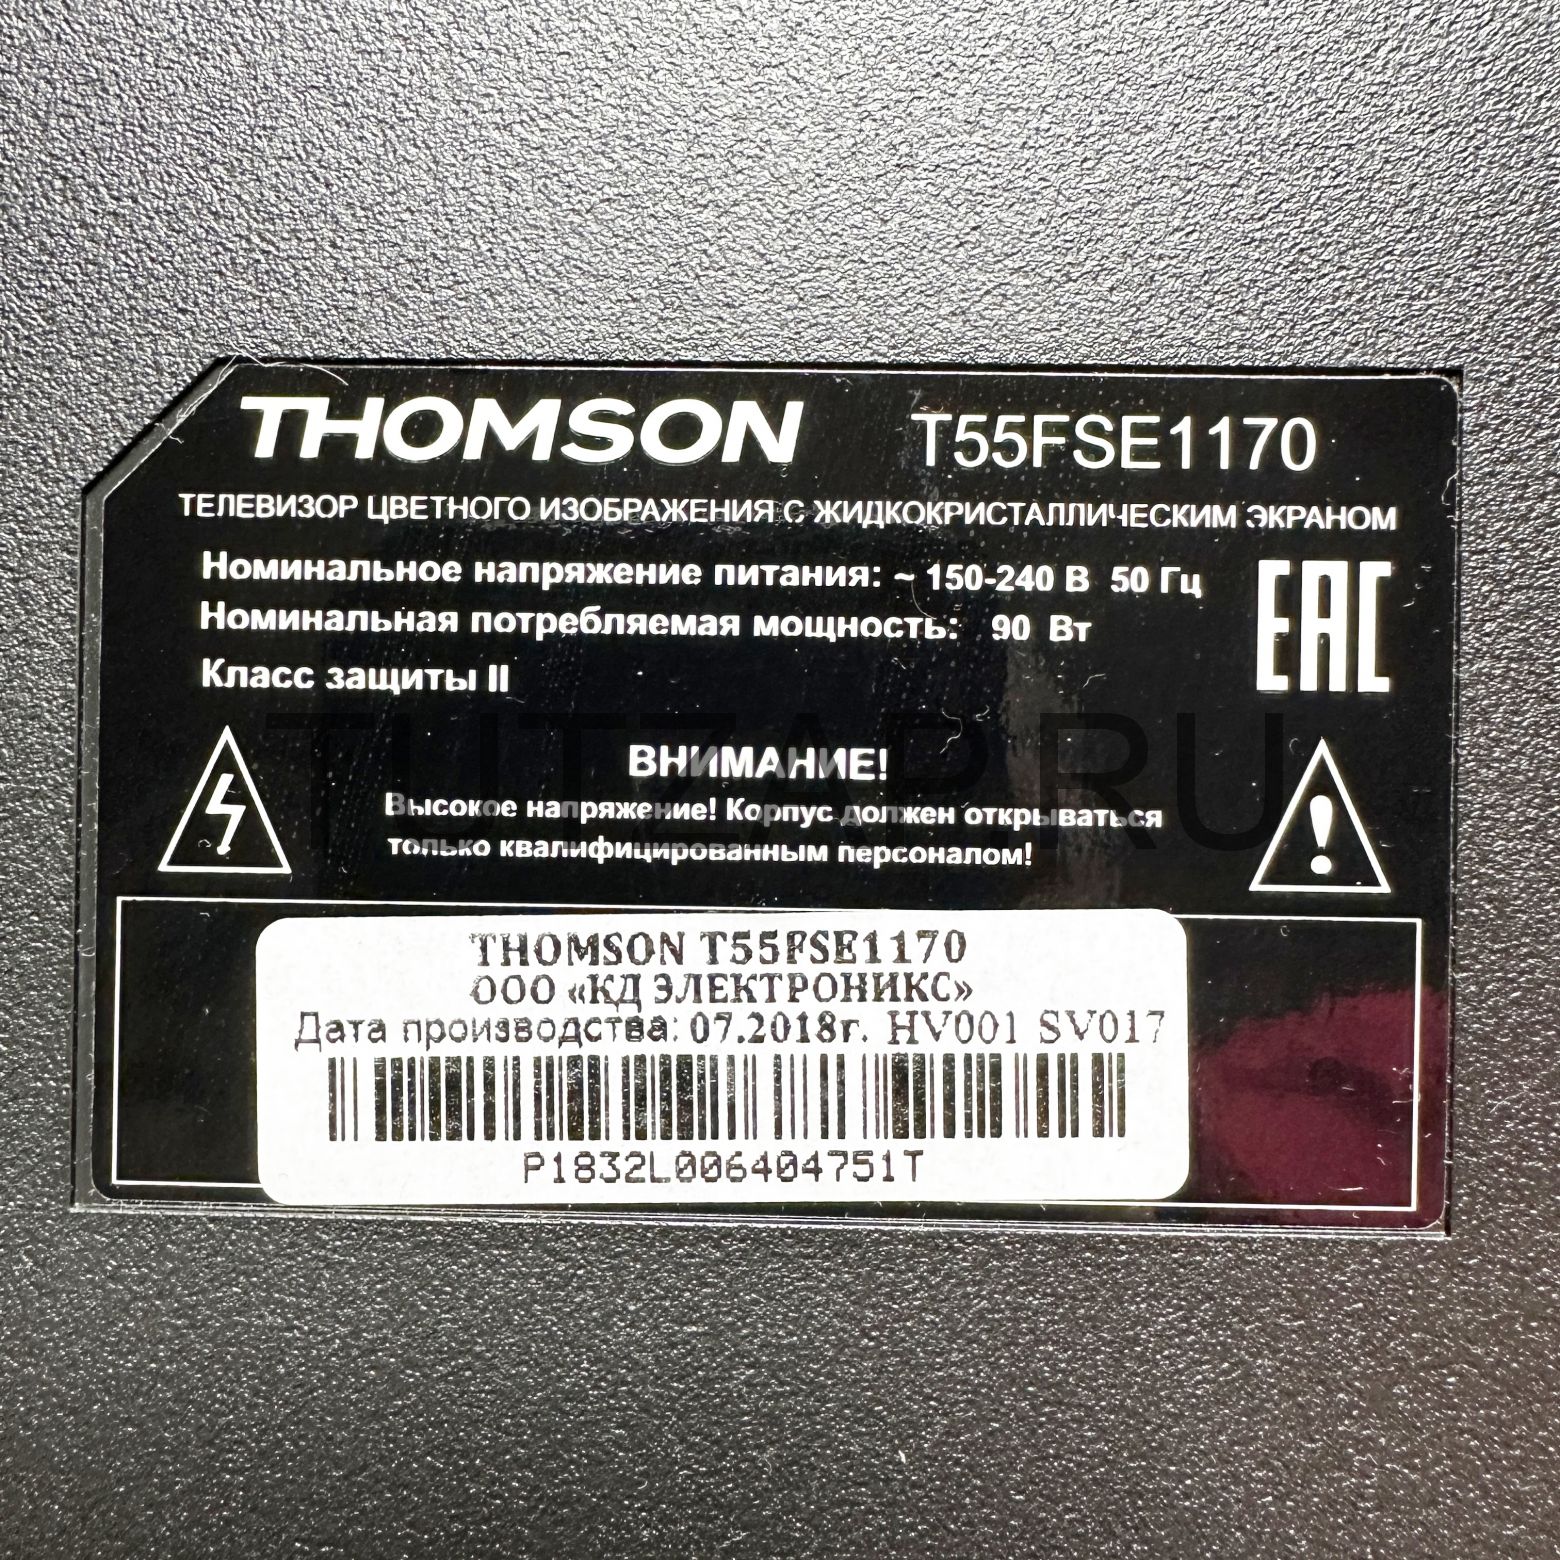 THOMSON T55FSE1170
ТЕЛЕВИЗОР ЦВЕТНОГО ИЗОБРАЖЕНИЯ С ЖИДКОКРИСТАЛЛИЧЕСКИМ ЭКРАНОМ
Номинальное напряжение питания: ~ 150-240 В 50 Гц
Номинальная потребляемая мощность: 90 Вт
EAC
Класс защиты II
TUTZAP.RU
ВНИМАНИЕ!
Высокое напряжение! Корпус должен открываться
только квалифицированным персоналом!
THOMSON T55FSE1170
ООО «КД ЭЛЕКТРОНИКС»
Дата производства: 07.2018г. HV001 SV017
P1832L006404751T